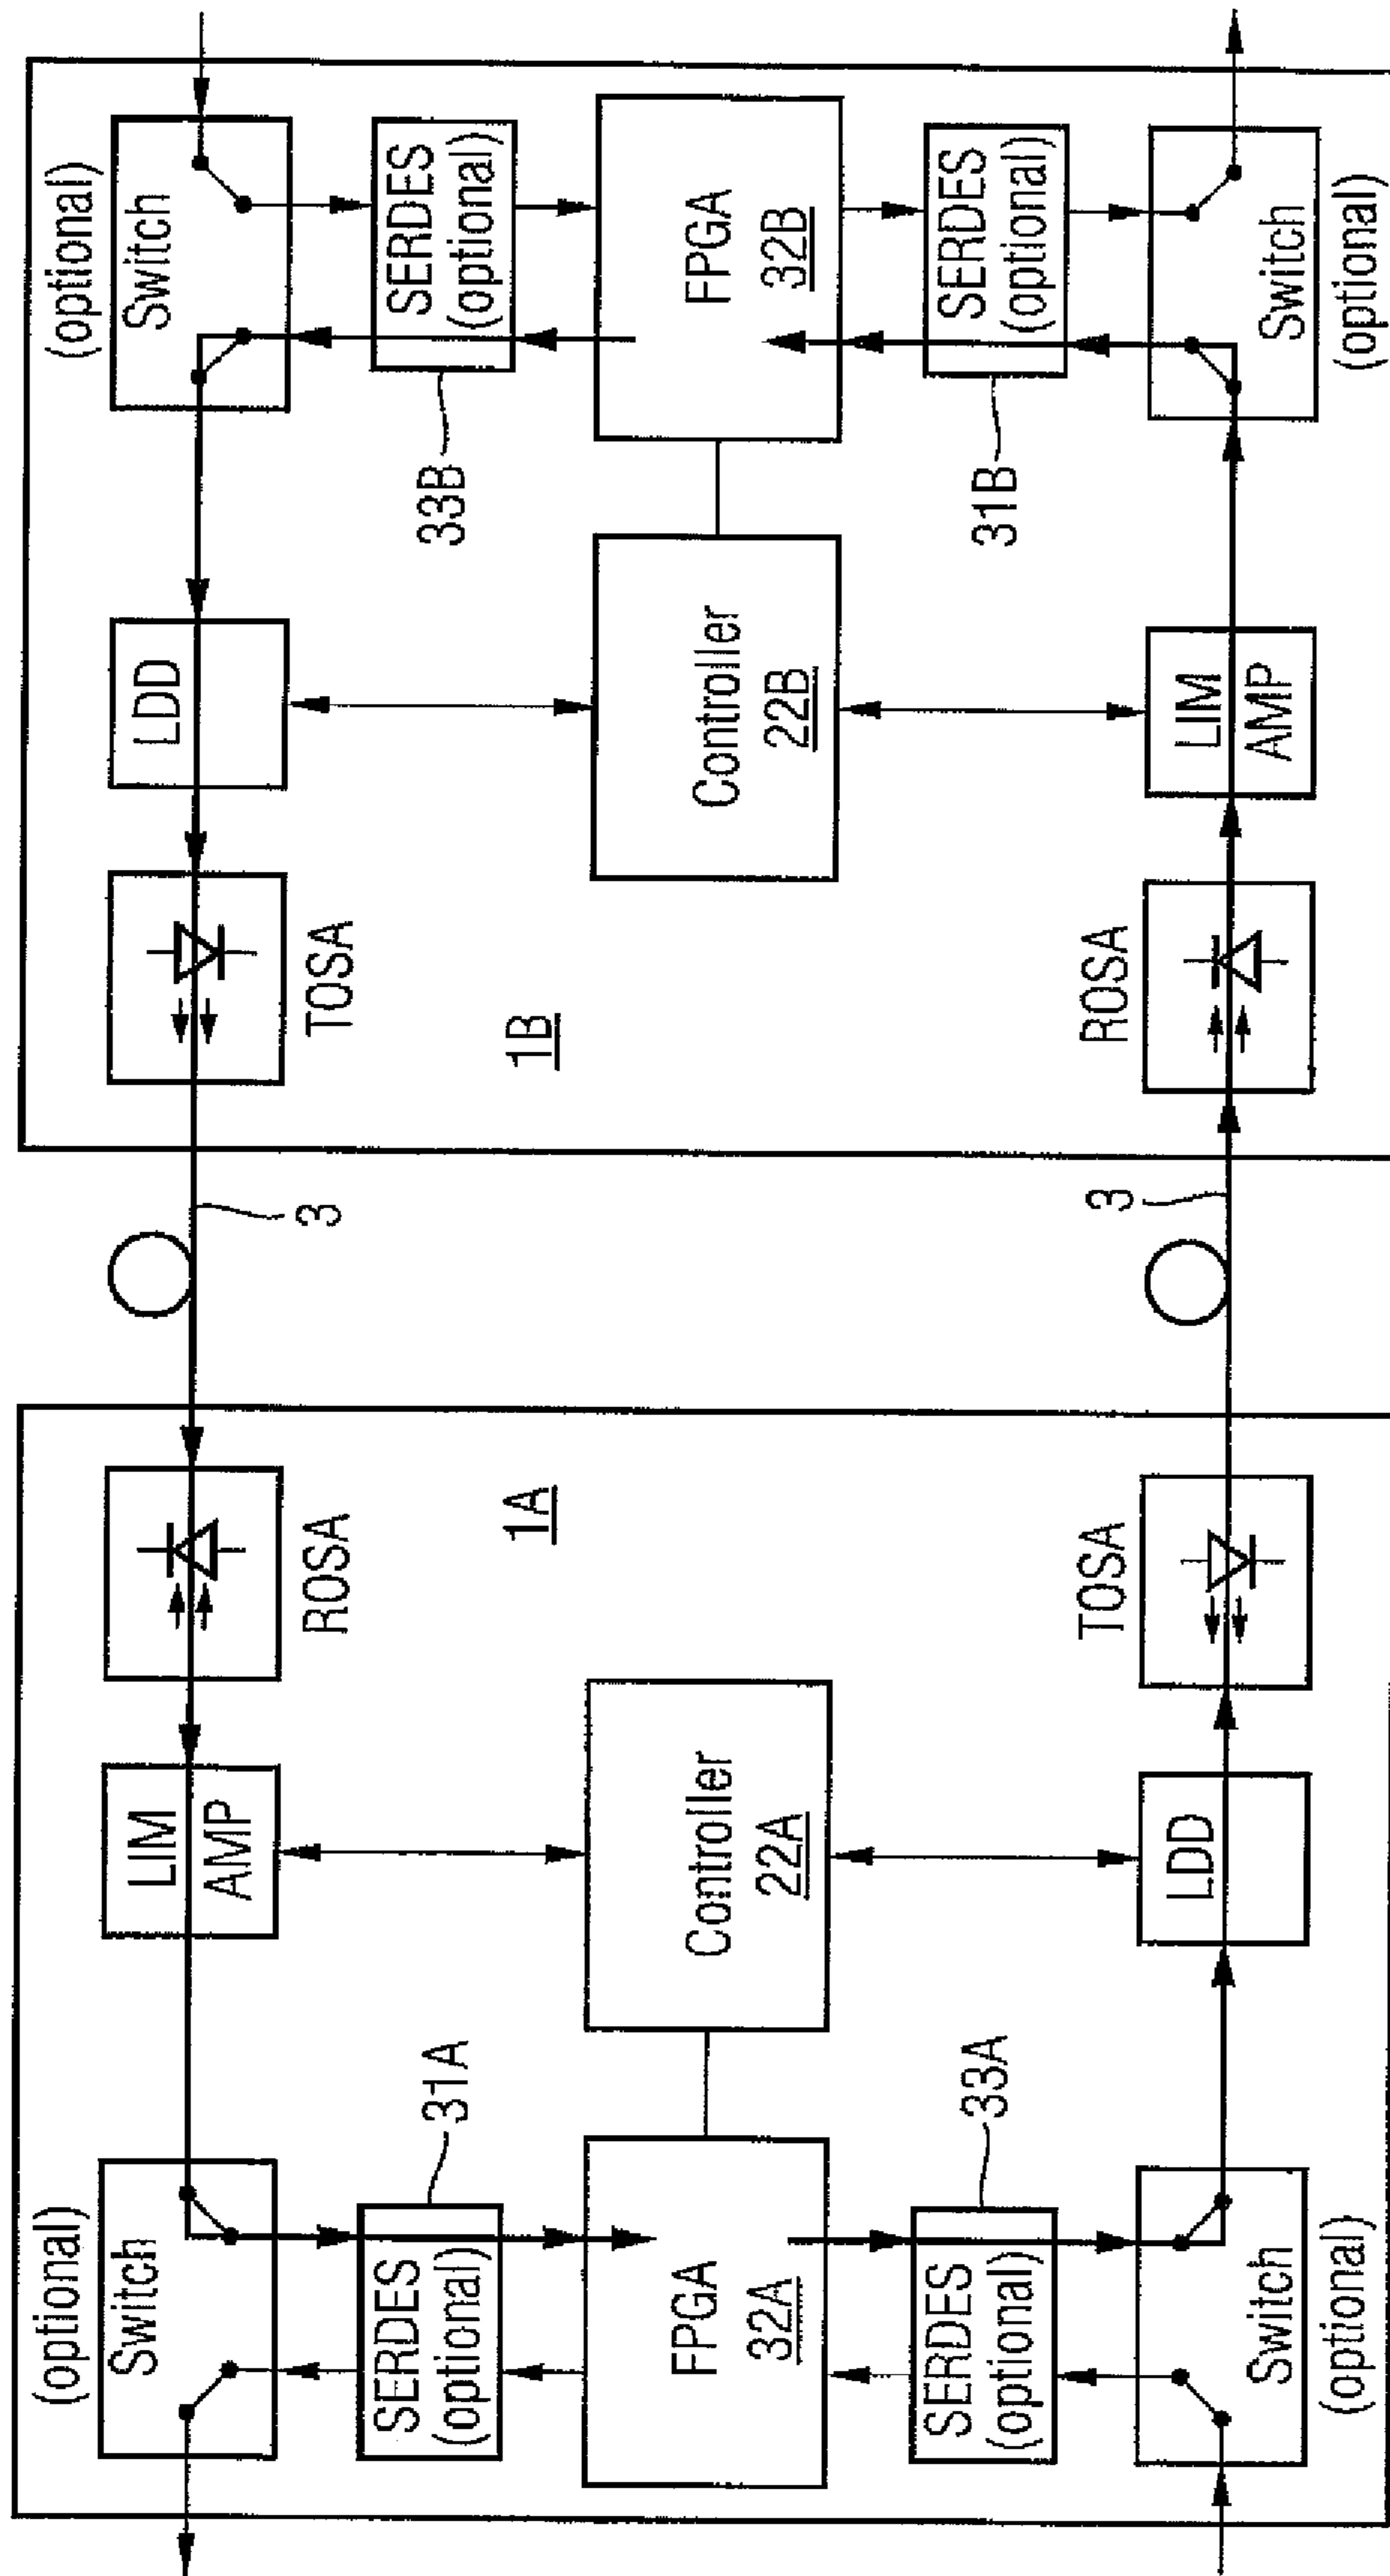 (optional)
Switch
SERDES
(optional)
31A
FPGA
32A
SERDES
(optional)
33A
Switch
(optional)
LIM
AMP
Controller
22A
LDD
ROSA
1A
TOSA
3
3
TOSA
1B
ROSA
LDD
Controller
22B
LIM
AMP
(optional)
Switch
SERDES
(optional)
33B
FPGA
32B
SERDES
(optional)
31B
Switch
(optional)